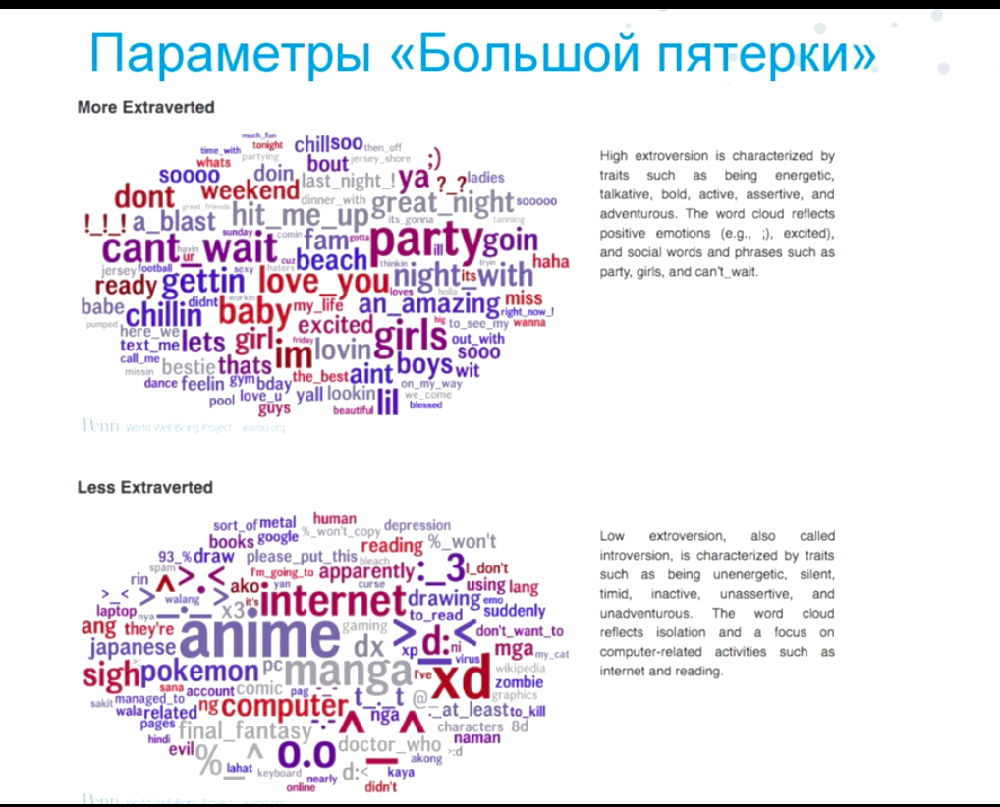 Параметры «Большой пятерки»
More Extraverted
much_fun
time_with tonight chillsoo then_off
whats partying bout jersey_shore ;)
soooo doin last_night_! ya ?_? ladies
dont weekend dinner_with great_night sooooo
!_!_! a_blast great_friends hit_me_up its_gonna tanning
cant_wait sunday comin fam gotta party goin
havin ur cuz beach ill
jersey football sexy haters thinkin night its with tryin haha
ready gettin love_you loves holla
babe didnt workin baby my_life an_amazing right_now_! miss
pumped chillin excited girls big to_see_my wanna
here_we
text_me lets girl friday im lovin out_with
call_me sooo
missin bestie thats the_best aint boys wit
dance feelin gym bday on_my_way
pool love_u yall lookin lil we_come
guys beautiful blessed
Penn World Well-Being Project wwbp.org
High extroversion is characterized by
traits such as being energetic,
talkative, bold, active, assertive, and
adventurous. The word cloud reflects
positive emotions (e.g., ;), excited),
and social words and phrases such as
party, girls, and can't_wait.
Less Extraverted
sort_of metal human
books google %_won't_copy depression
reading %_won't
93_% draw please_put_this bleach
spam I'm_going_to apparently :_3 I_don't
rin ^ >.< ako yan curse using lang
>_< > walang > it's internet drawing emo
laptop nya —._— x3 to_read suddenly
ang they're anime gaming > d: < don't_want_to
japanese dx xp ni mga my_cat
sigh pokemon pc manga I've virus wikipedia
sana account comic pag -_- xd zombie
sakit managed_to t_._t @ graphics
wala related ng computer nga ._. at_least to_kill
pages -.- ^ ^ characters 8d
hindi final_fantasy doctor_who naman
evil % ^ 0.0 — akong >:d
lahat keyboard d:< kaya
nearly
online didn't
Penn World Well-Being Project wwbp.org
Low extroversion, also called
introversion, is characterized by traits
such as being unenergetic, silent,
timid, inactive, unassertive, and
unadventurous. The word cloud
reflects isolation and a focus on
computer-related activities such as
internet and reading.